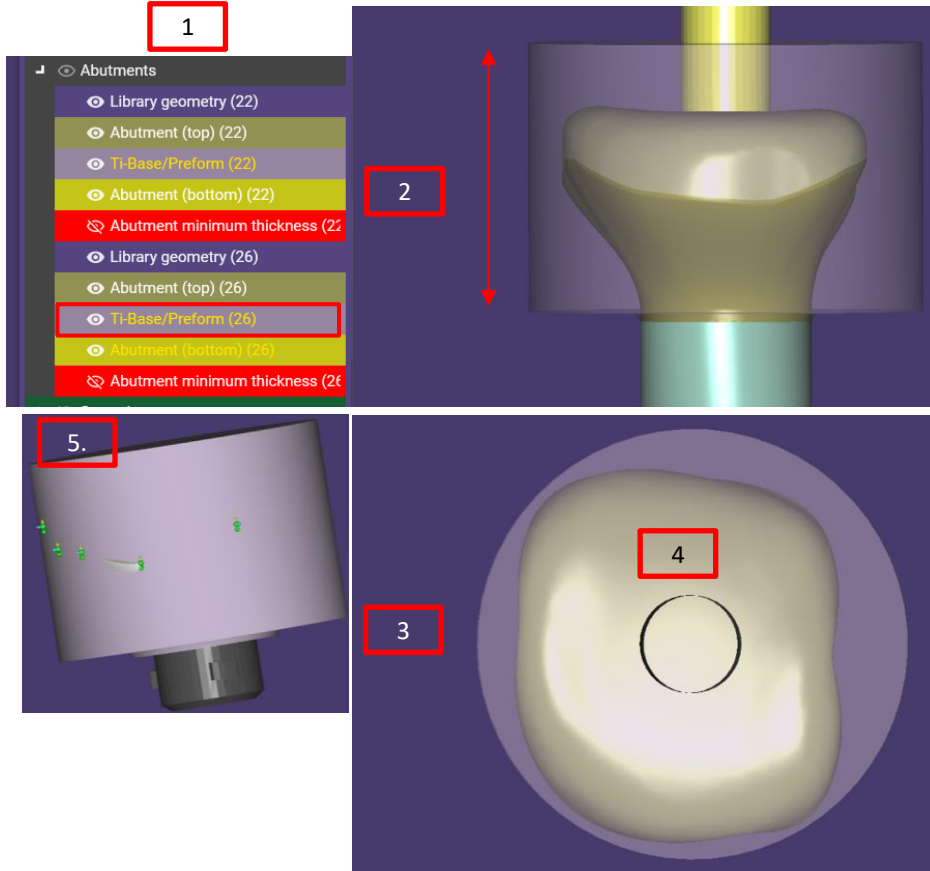 1
Abutments
Library geometry (22)
Abutment (top) (22)
Ti-Base/Preform (22)
Abutment (bottom) (22)
Abutment minimum thickness (22
Library geometry (26)
Abutment (top) (26)
Ti-Base/Preform (26)
Abutment (bottom) (26)
Abutment minimum thickness (26
2
5.
4
3